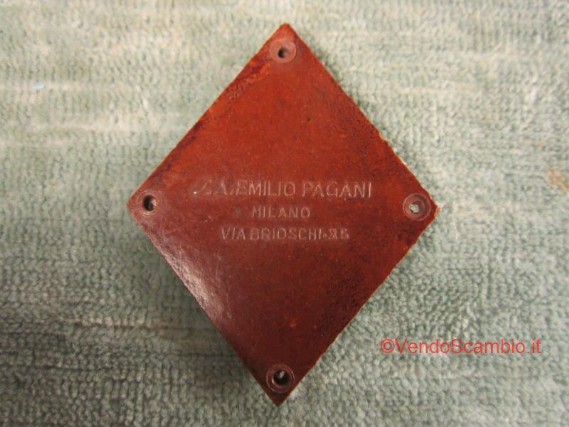 S.A. EMILIO PAGANI
MILANO
VIA BRIOSCHI-35
©VendoScambio.it